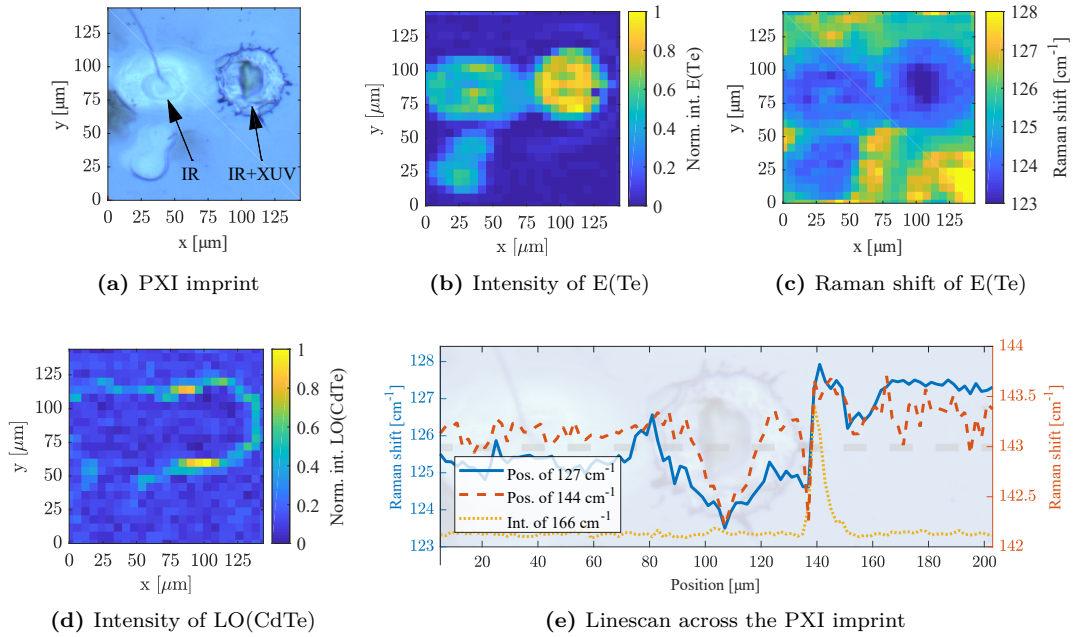 125
100
75
50
25
0
y [μm]
0 25 50 75 100 125
x [μm]
IR
IR+XUV
(a) PXI imprint
125
100
75
50
25
0
y [μm]
0 25 50 75 100 125
x [μm]
1
0.8
0.6
0.4
0.2
0
Norm. int. E(Te)
(b) Intensity of E(Te)
125
100
75
50
25
0
y [μm]
0 25 50 75 100 125
x [μm]
128
127
126
125
124
123
Raman shift [cm⁻¹]
(c) Raman shift of E(Te)
125
100
75
50
25
0
y [μm]
0 25 50 75 100 125
x [μm]
1
0.8
0.6
0.4
0.2
0
Norm. int. LO(CdTe)
(d) Intensity of LO(CdTe)
127
126
125
124
123
Raman shift [cm⁻¹]
Pos. of 127 cm⁻¹
Pos. of 144 cm⁻¹
Int. of 166 cm⁻¹
20 40 60 80 100 120 140 160 180 200
Position [μm]
144
143.5
143
142.5
142
Raman shift [cm⁻¹]
(e) Linescan across the PXI imprint